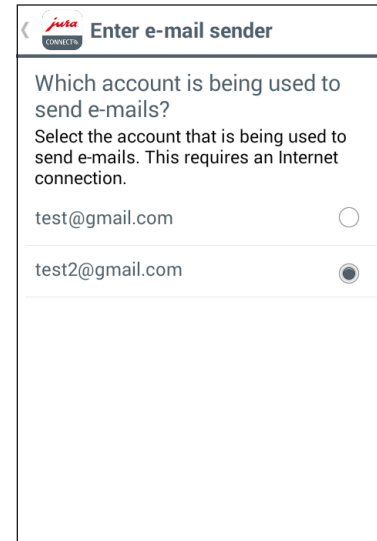 jura
CONNECT
Enter e-mail sender
Which account is being used to
send e-mails?
Select the account that is being used to
send e-mails. This requires an Internet
connection.
test@gmail.com
test2@gmail.com